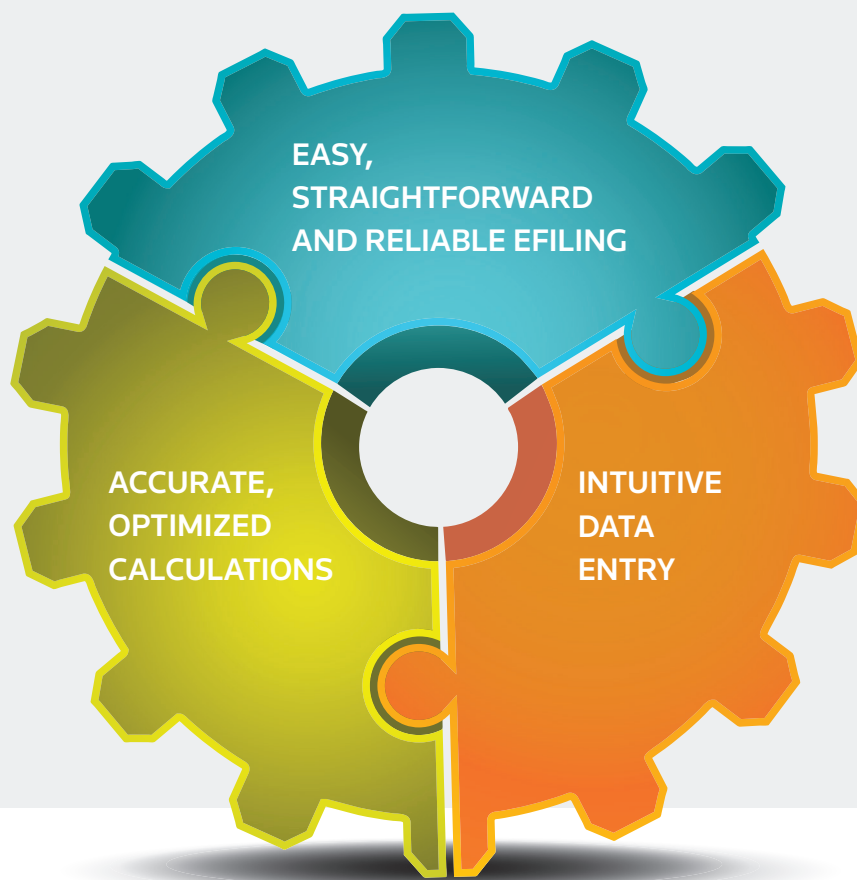 EASY,
STRAIGHTFORWARD
AND RELIABLE EFILING
ACCURATE,
OPTIMIZED
CALCULATIONS
INTUITIVE
DATA
ENTRY